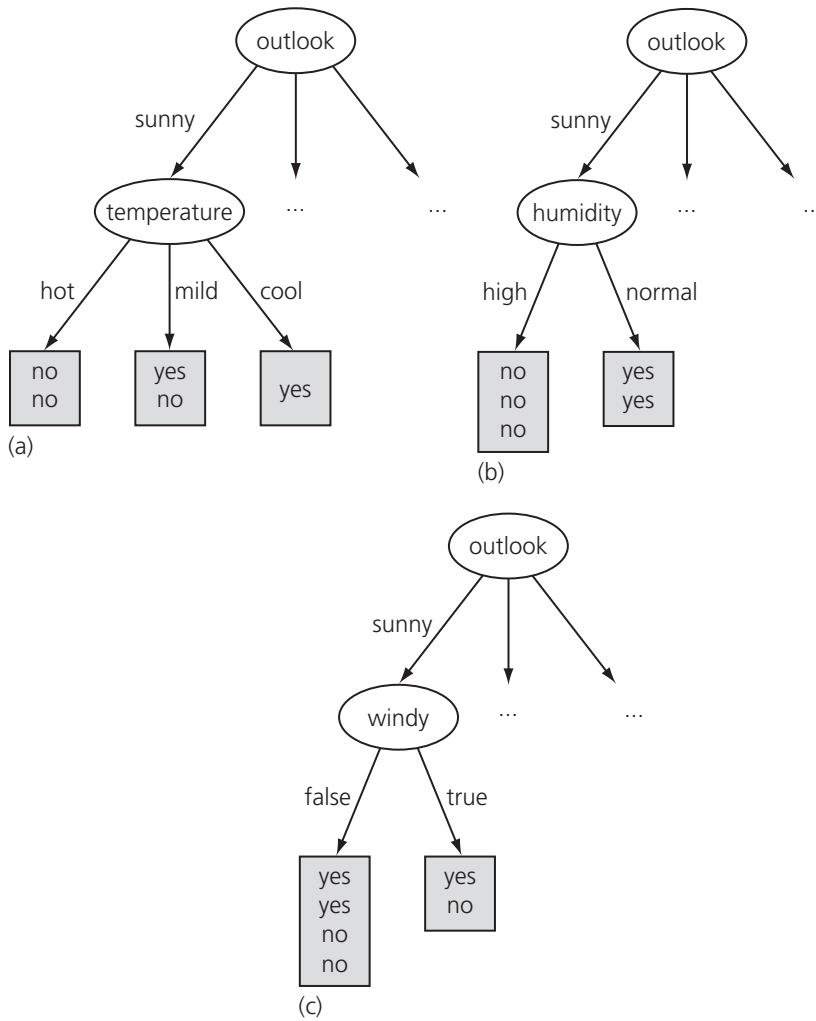 outlook
sunny
temperature
...
...
hot
mild
cool
no
no
yes
no
yes
(a)
outlook
sunny
humidity
...
..
high
normal
no
no
no
yes
yes
(b)
outlook
sunny
windy
...
...
false
true
yes
yes
no
no
yes
no
(c)